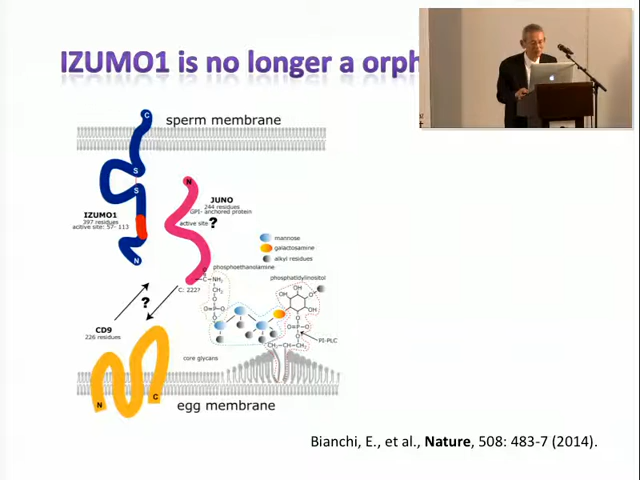 IZUMO1 is no longer a orph
sperm membrane
C
S
S
N
JUNO
244 residues
GPI- anchored protein
active site ?
IZUMO1
397 residues
acitive site: 57- 113
N
mannose
galactosamine
alkyl residues
phosphoethanolamine
phosphatidylinositol
C: 222?
?
CD9
226 residues
core glycans
PI-PLC
N
C
egg membrane
Bianchi, E., et al., Nature, 508: 483-7 (2014).